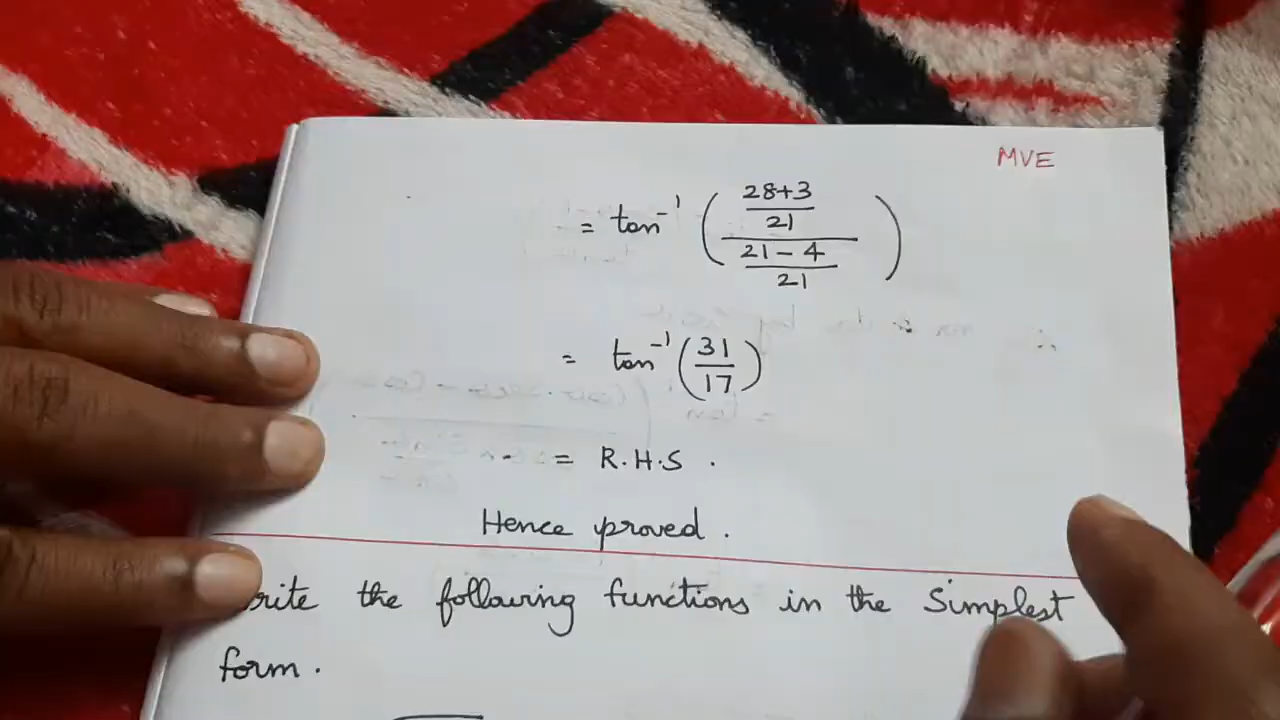 MVE
= tan⁻¹ ( (28+3)/21 / (21-4)/21 )
= tan⁻¹ (31/17)
= R.H.S .
Hence proved .
the following functions in the Simplest
form .